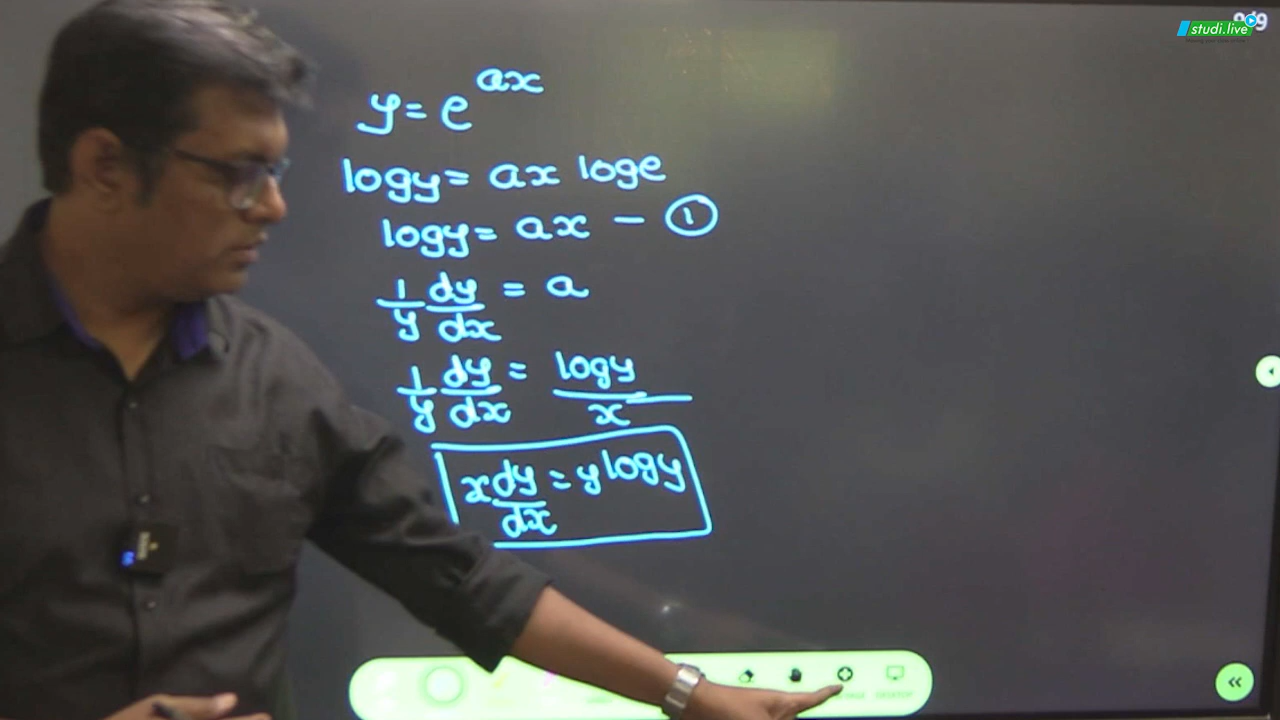 studi.live
y = e^{ax}
logy = ax loge
logy = ax — ①
1/y dy/dx = a
1/y dy/dx = logy/x
x dy/dx = y logy